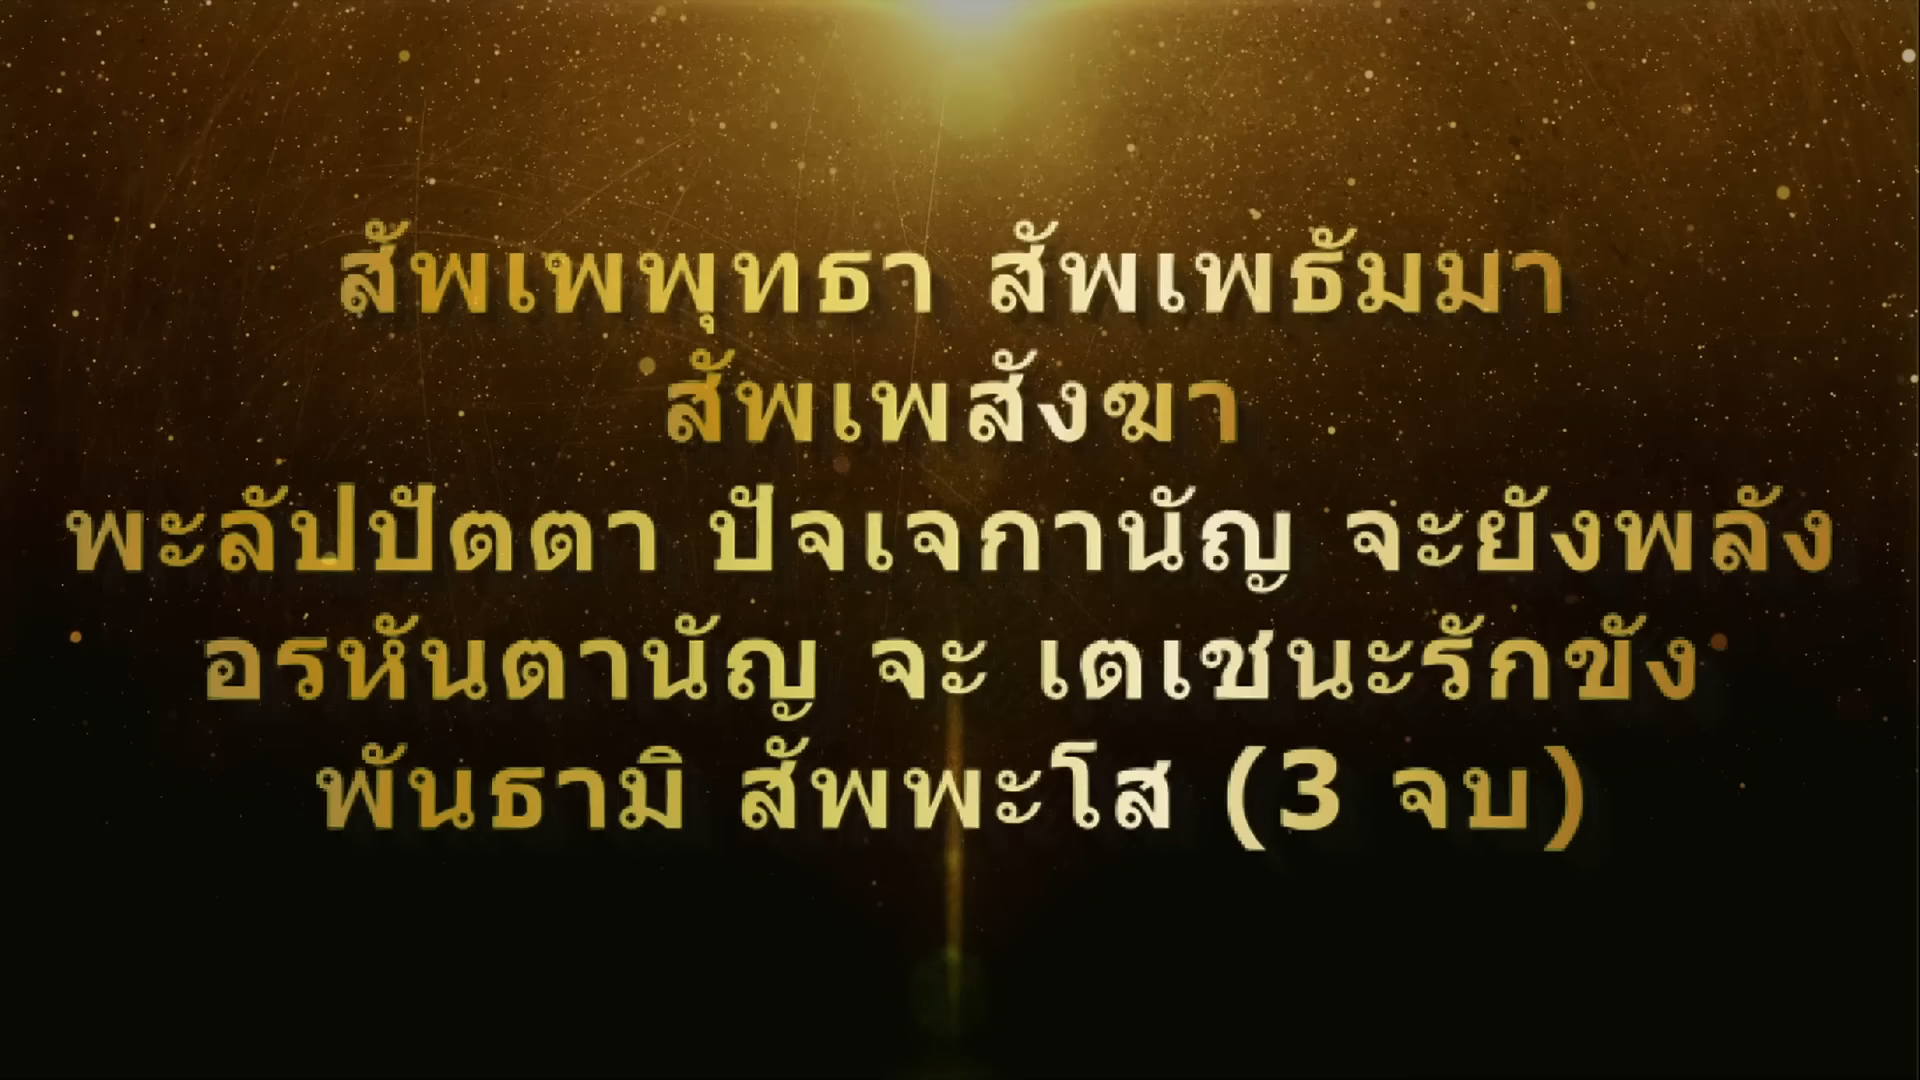 สัพเพพุทธา สัพเพธัมมา
สัพเพสังฆา
พะลัปปัตตา ปัจเจกานัญ จะยังพลัง
อรหันตานัญ จะ เตเชนะรักขัง
พันธามิ สัพพะโส (3 จบ)